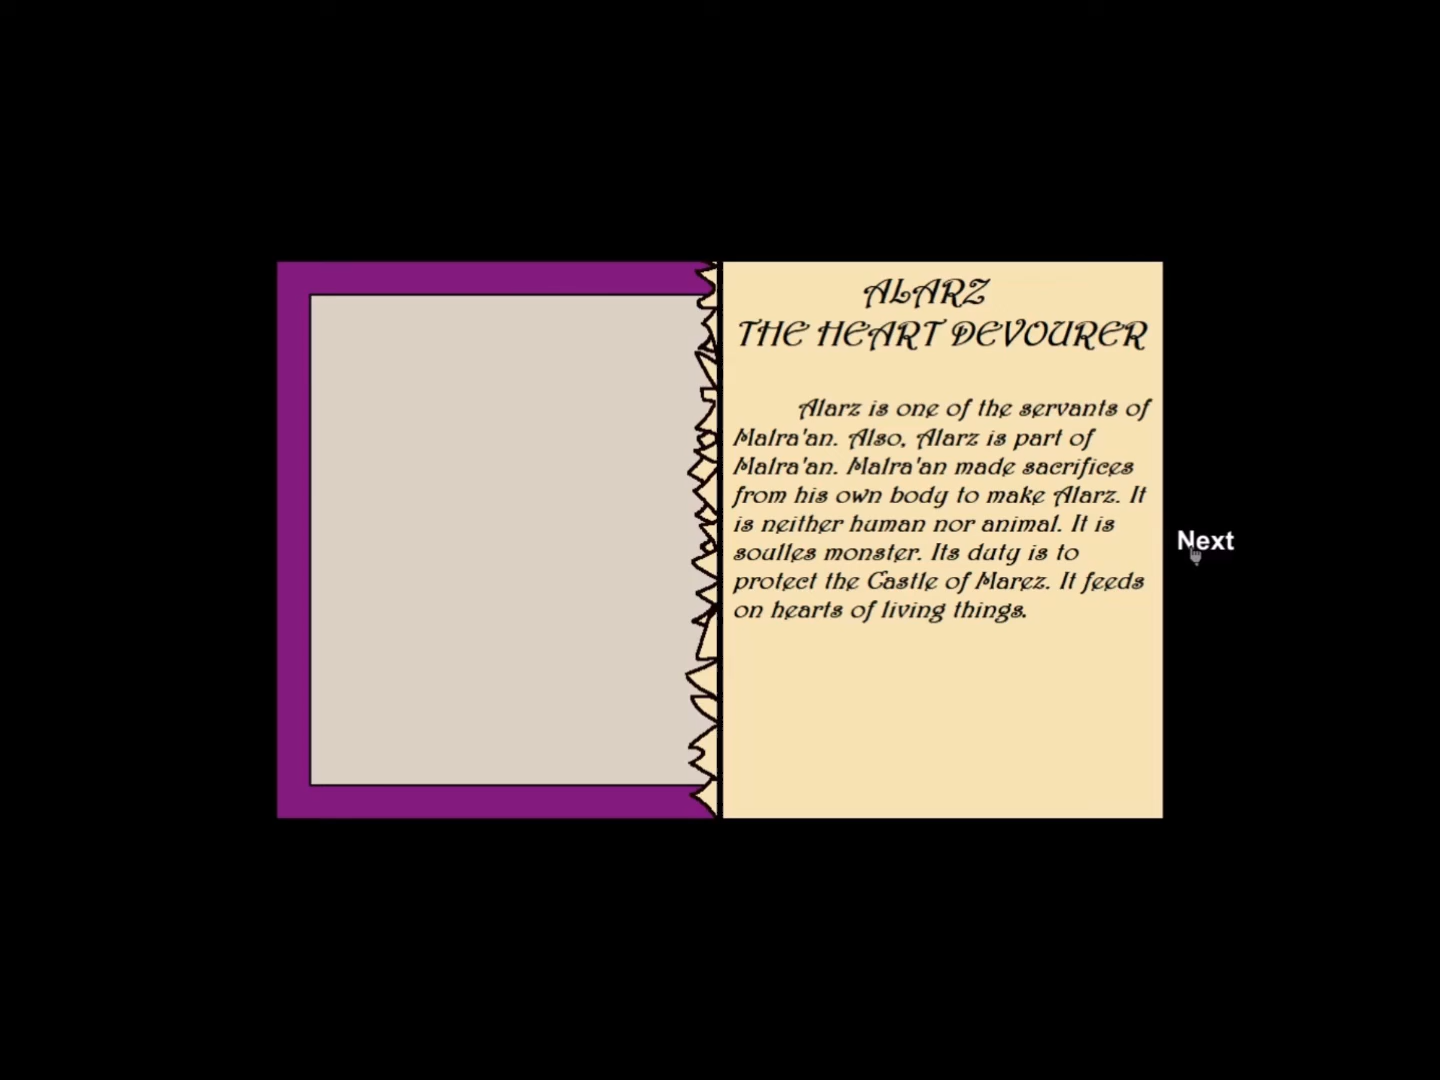 ALARZ
THE HEART DEVOURER
Alarz is one of the servants of
Malra'an. Also, Alarz is part of
Malra'an. Malra'an made sacrifices
from his own body to make Alarz. It
is neither human nor animal. It is
soulles monster. Its duty is to
protect the Castle of Marez. It feeds
on hearts of living things.
Next